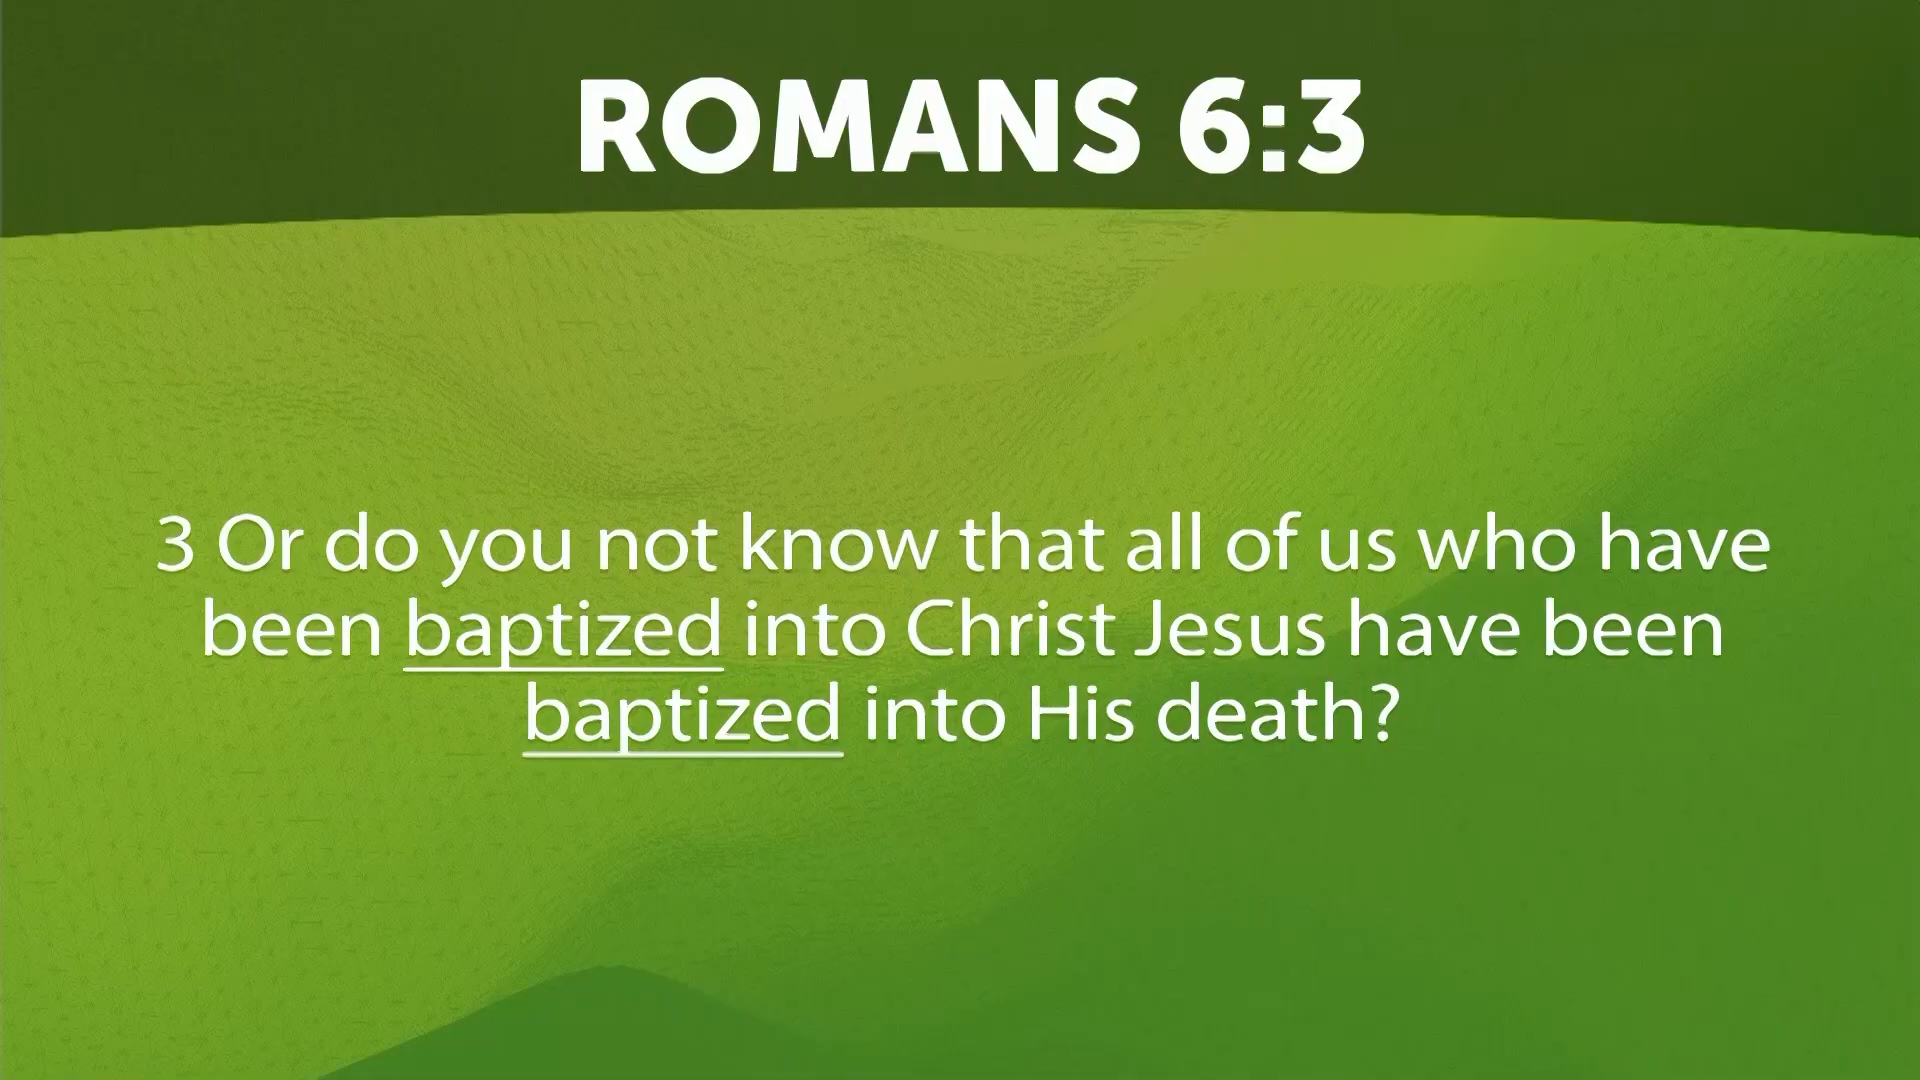 ROMANS 6:3
3 Or do you not know that all of us who have
been baptized into Christ Jesus have been
baptized into His death?